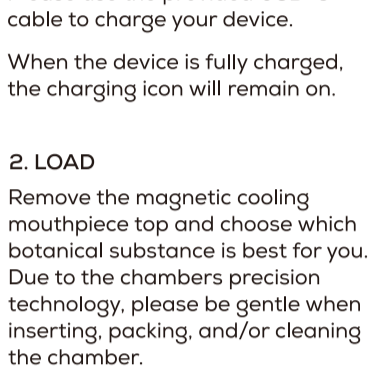 cable to charge your device.
When the device is fully charged,
the charging icon will remain on.
2. LOAD
Remove the magnetic cooling
mouthpiece top and choose which
botanical substance is best for you.
Due to the chambers precision
technology, please be gentle when
inserting, packing, and/or cleaning
the chamber.